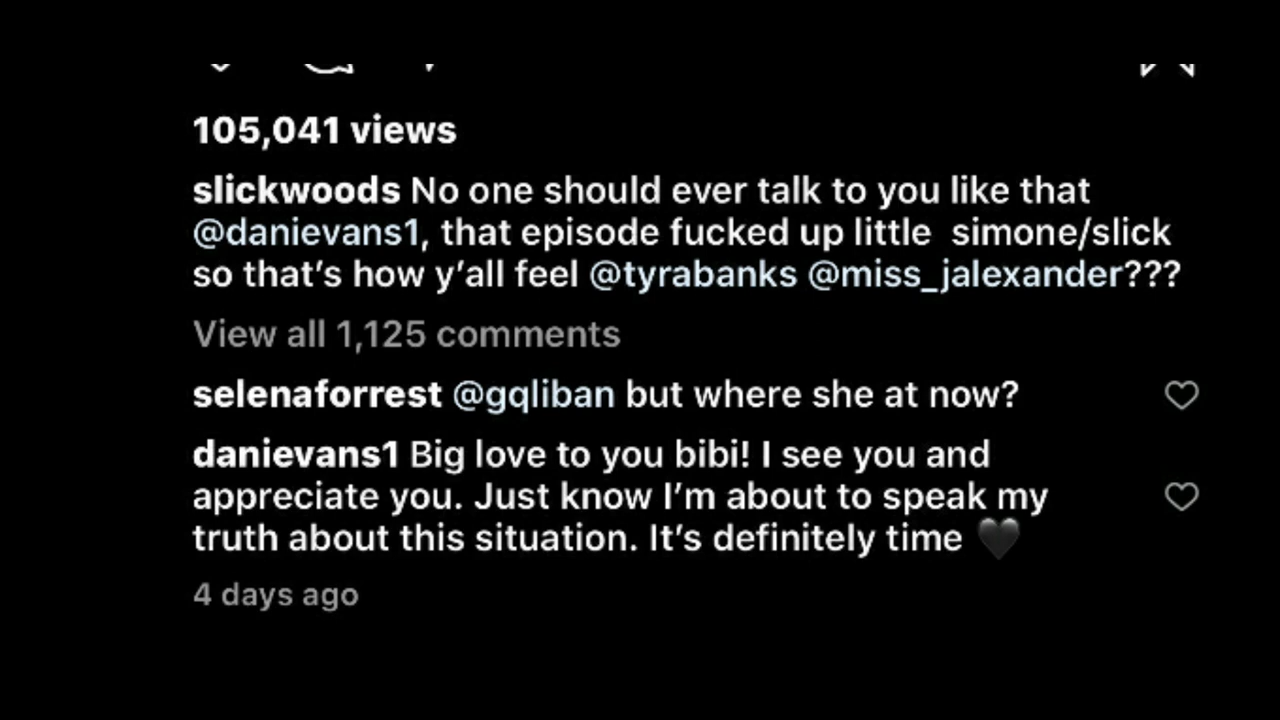 105,041 views
slickwoods No one should ever talk to you like that
@danievans1, that episode fucked up little  simone/slick
so that’s how y’all feel @tyrabanks @miss_jalexander???
View all 1,125 comments
selenaforrest @gqliban but where she at now?
danievans1 Big love to you bibi! I see you and
appreciate you. Just know I’m about to speak my
truth about this situation. It’s definitely time 🖤
4 days ago